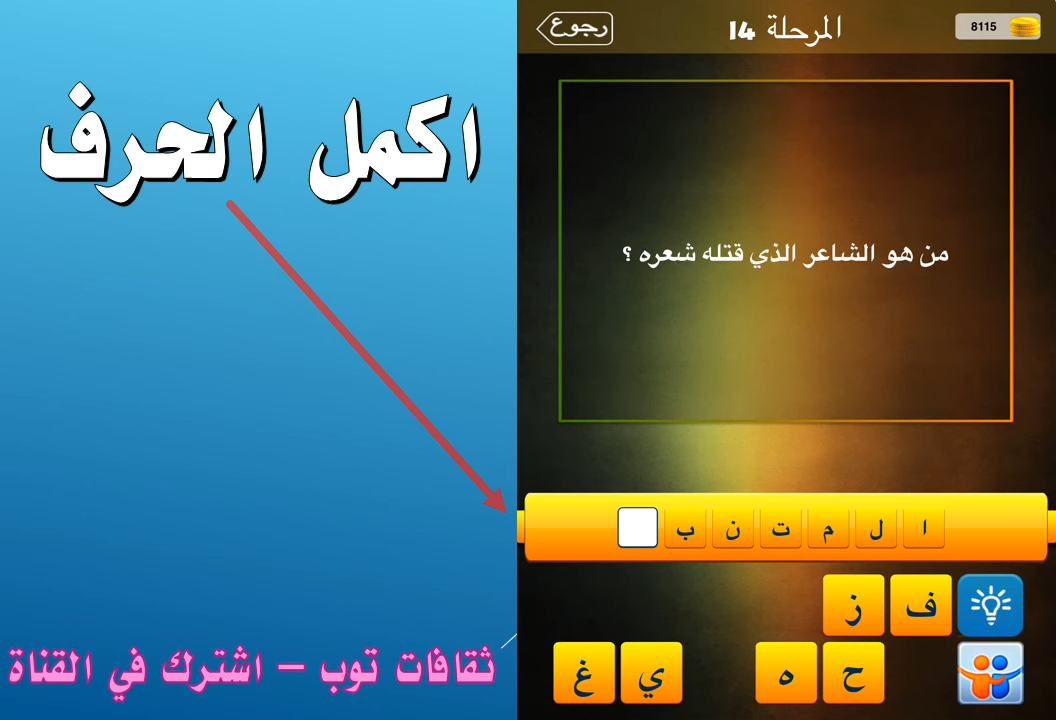 اكمل الحرف
ثقافات توب – اشترك في القناة
رجوع
المرحلة 14
8115
من هو الشاعر الذي قتله شعره ؟
ا ل م ت ن ب
ف ز
ح ه ي غ